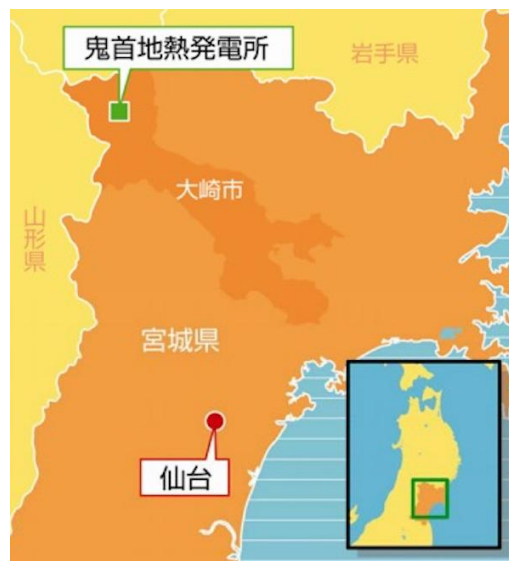 鬼首地熱発電所
岩手県
大崎市
山形県
宮城県
仙台